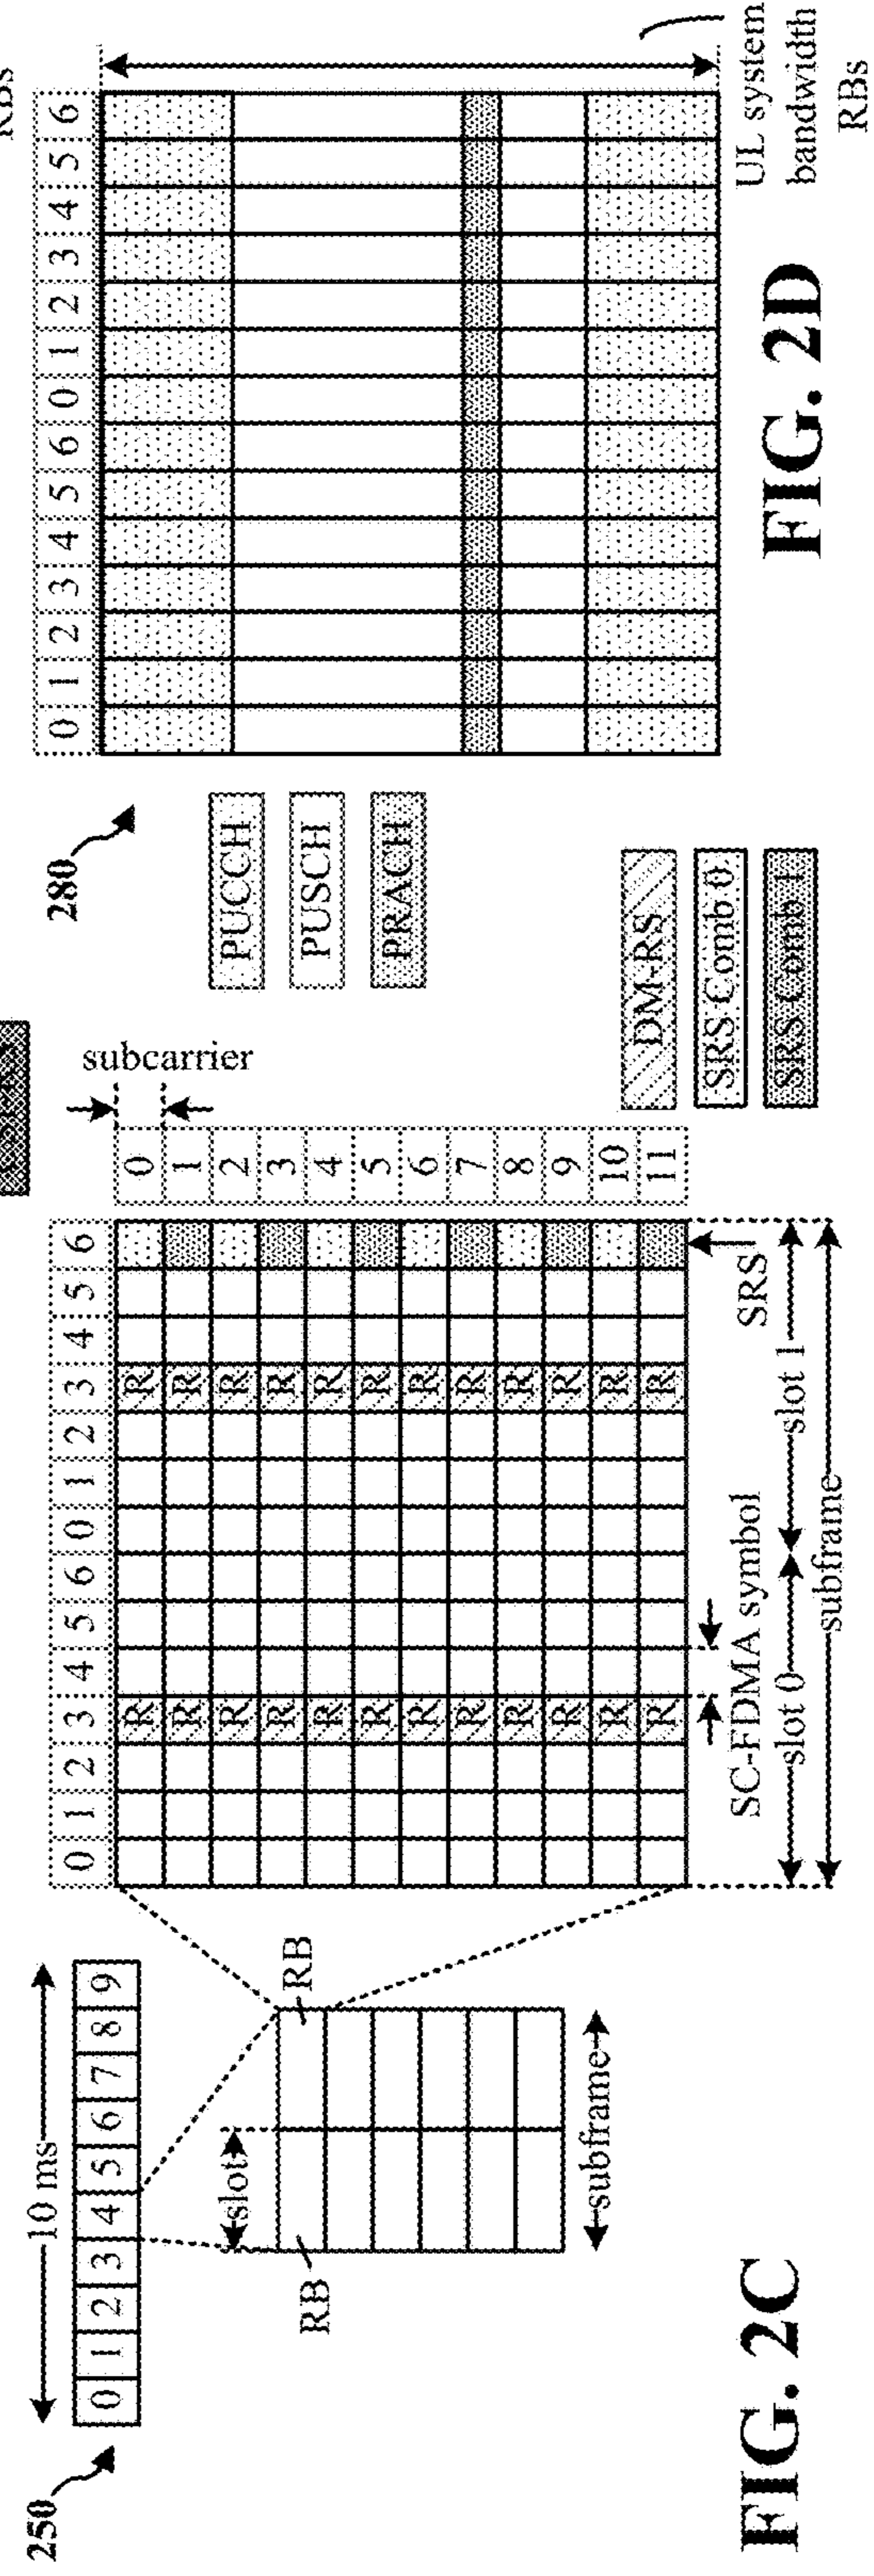 250
10 ms
0 1 2 3 4 5 6 7 8 9
slot
RB
RB
subframe
FIG. 2C
0 1 2 3 4 5 6 0 1 2 3 4 5 6
subcarrier
R R 0
R R 1
R R 2
R R 3
R R 4
R R 5
R R 6
R R 7
R R 8
R R 9
R R 10
R R 11
SC-FDMA symbol
SRS
slot 0
slot 1
subframe
DM-RS
SRS Comb 0
SRS Comb 1
280
PUCCH
PUSCH
PRACH
0 1 2 3 4 5 6 0 1 2 3 4 5 6
UL system
bandwidth
RBs
FIG. 2D
RBs